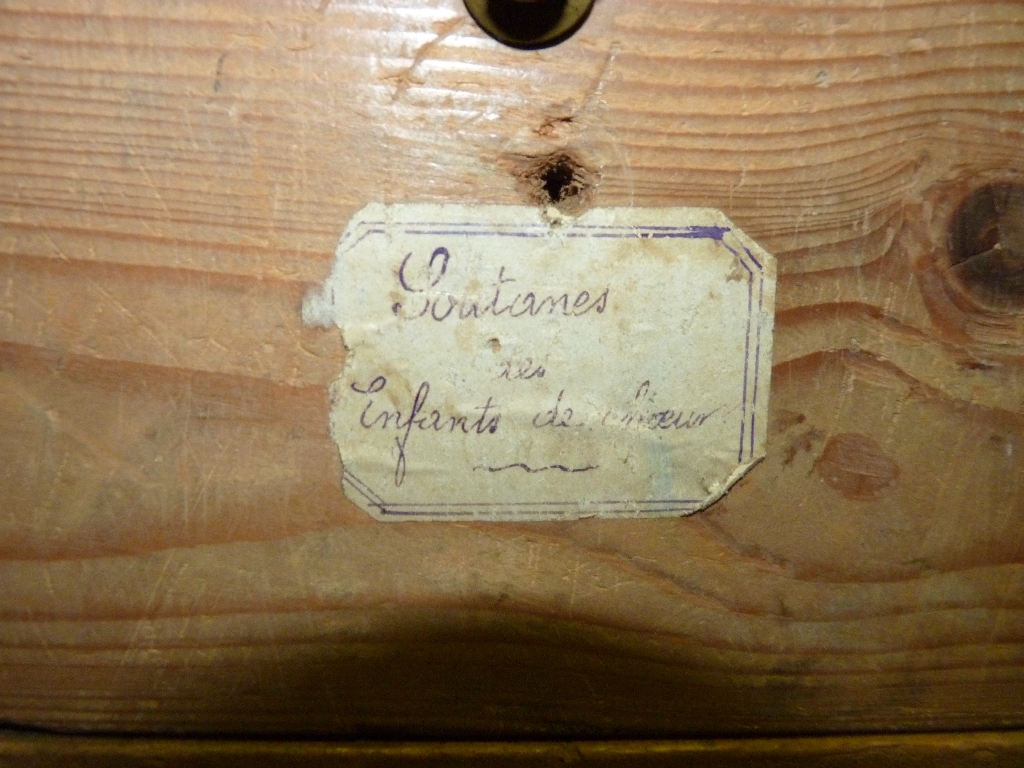 Soutanes
des
Enfants de chœur